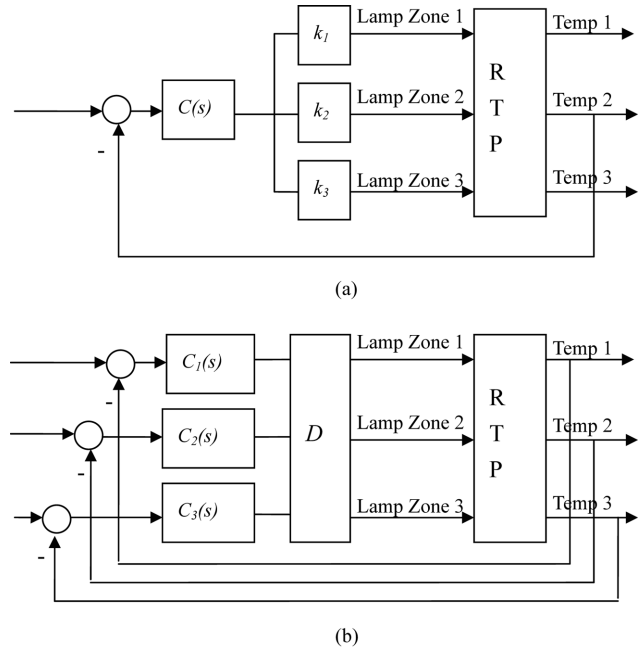 k1
Lamp Zone 1
Temp 1
C(s)
k2
Lamp Zone 2
R
T
P
Temp 2
-
k3
Lamp Zone 3
Temp 3
(a)
C1(s)
Lamp Zone 1
Temp 1
-
C2(s)
D
Lamp Zone 2
R
T
P
Temp 2
-
C3(s)
Lamp Zone 3
Temp 3
-
(b)